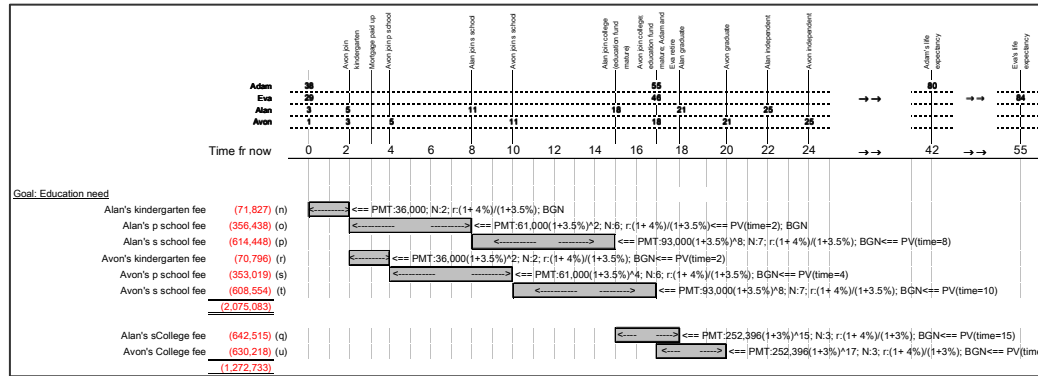 Avon join kindergarten
Mortgage paid up
Avon join p school
Alan join s school
Avon join s school
Alan join college (education fund mature)
Avon join college; education fund mature; Adam and Eva retire
Alan graduate
Avon graduate
Alan independent
Avon independent
Adam's life expectancy
Eva's life expectancy
Adam 38 55 80
Eva 29 46 84
Alan 3 5 11 18 21 25
Avon 1 3 5 11 18 21 25
Time fr now 0 2 4 6 8 10 12 14 16 18 20 22 24 →→ 42 →→ 55
Goal: Education need
Alan's kindergarten fee (71,827) (n) <---------> <== PMT:36,000; N:2; r:(1+ 4%)/(1+3.5%); BGN
Alan's p school fee (356,438) (o) <----------- ----------> <== PMT:61,000(1+3.5%)^2; N:6; r:(1+ 4%)/(1+3.5%)<== PV(time=2); BGN
Alan's s school fee (614,448) (p) <----------- ----------> <== PMT:93,000(1+3.5%)^8; N:7; r:(1+ 4%)/(1+3.5%); BGN<== PV(time=8)
Avon's kindergarten fee (70,796) (r) <---------> <== PMT:36,000(1+3.5%)^2; N:2; r:(1+ 4%)/(1+3.5%); BGN<== PV(time=2)
Avon's p school fee (353,019) (s) <----------- ----------> <== PMT:61,000(1+3.5%)^4; N:6; r:(1+ 4%)/(1+3.5%); BGN<== PV(time=4)
Avon's s school fee (608,554) (t) <----------- ----------> <== PMT:93,000(1+3.5%)^8; N:7; r:(1+ 4%)/(1+3.5%); BGN<== PV(time=10)
(2,075,083)
Alan's sCollege fee (642,515) (q) <---- -----> <== PMT:252,396(1+3%)^15; N:3; r:(1+ 4%)/(1+3%); BGN<== PV(time=15)
Avon's College fee (630,218) (u) <---- -----> <== PMT:252,396(1+3%)^17; N:3; r:(1+ 4%)/(1+3%); BGN<== PV(time
(1,272,733)